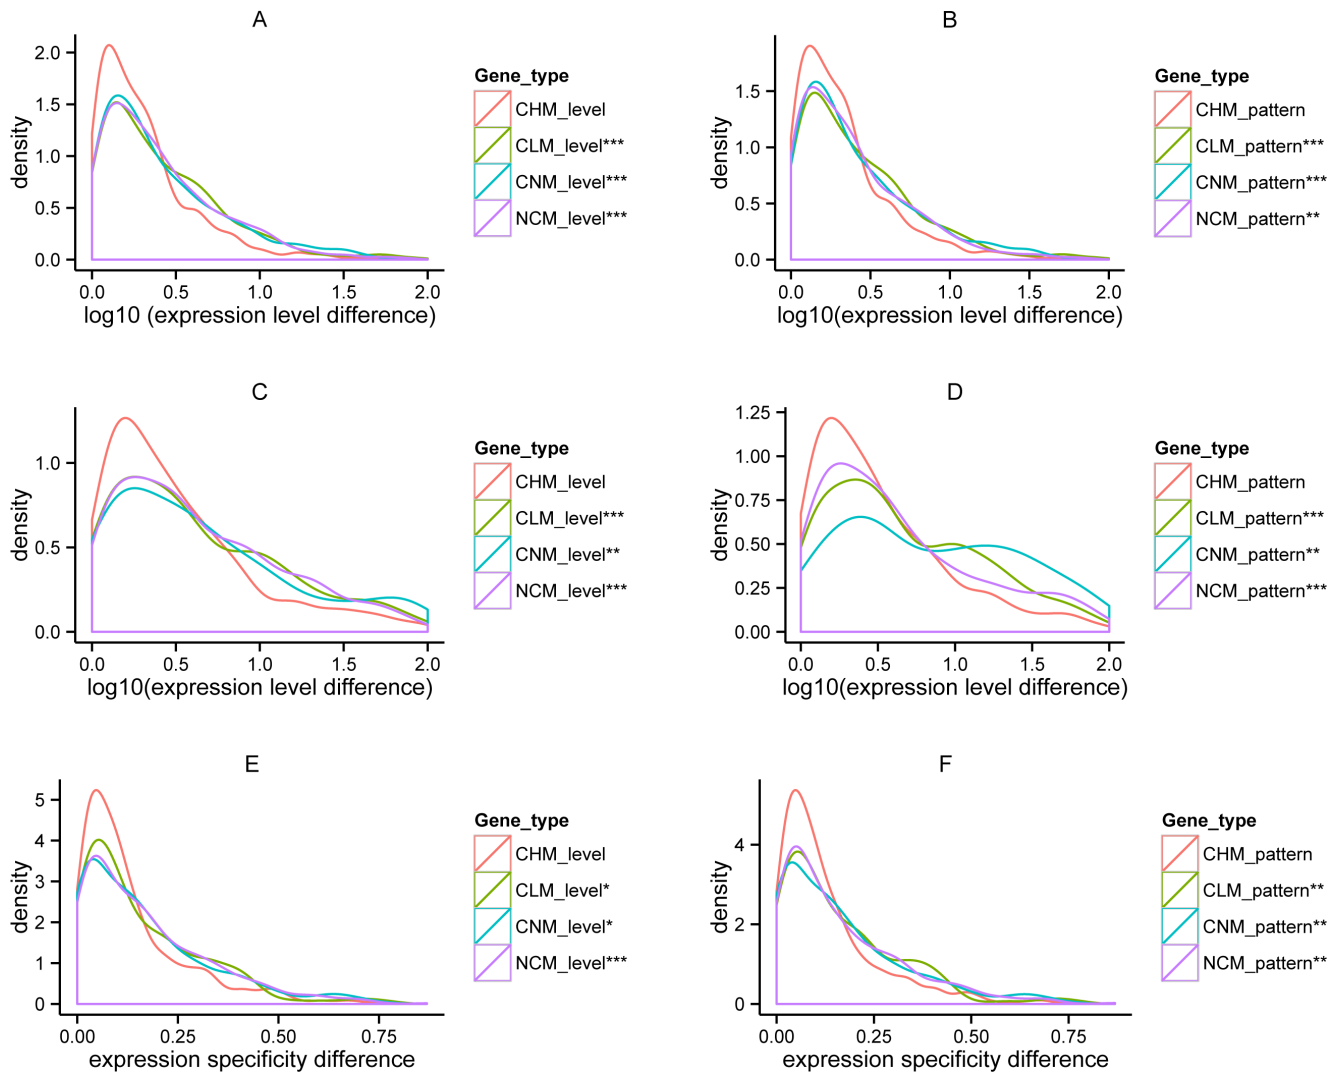 A
density
2.0
1.5
1.0
0.5
0.0
0.0 0.5 1.0 1.5 2.0
log10 (expression level difference)
Gene_type
CHM_level
CLM_level***
CNM_level***
NCM_level***
B
density
1.5
1.0
0.5
0.0
0.0 0.5 1.0 1.5 2.0
log10(expression level difference)
Gene_type
CHM_pattern
CLM_pattern***
CNM_pattern***
NCM_pattern**
C
density
1.0
0.5
0.0
0.0 0.5 1.0 1.5 2.0
log10(expression level difference)
Gene_type
CHM_level
CLM_level***
CNM_level**
NCM_level***
D
density
1.25
1.00
0.75
0.50
0.25
0.00
0.0 0.5 1.0 1.5 2.0
log10(expression level difference)
Gene_type
CHM_pattern
CLM_pattern***
CNM_pattern**
NCM_pattern***
E
density
5
4
3
2
1
0
0.00 0.25 0.50 0.75
expression specificity difference
Gene_type
CHM_level
CLM_level*
CNM_level*
NCM_level***
F
density
4
2
0
0.00 0.25 0.50 0.75
expression specificity difference
Gene_type
CHM_pattern
CLM_pattern**
CNM_pattern**
NCM_pattern**